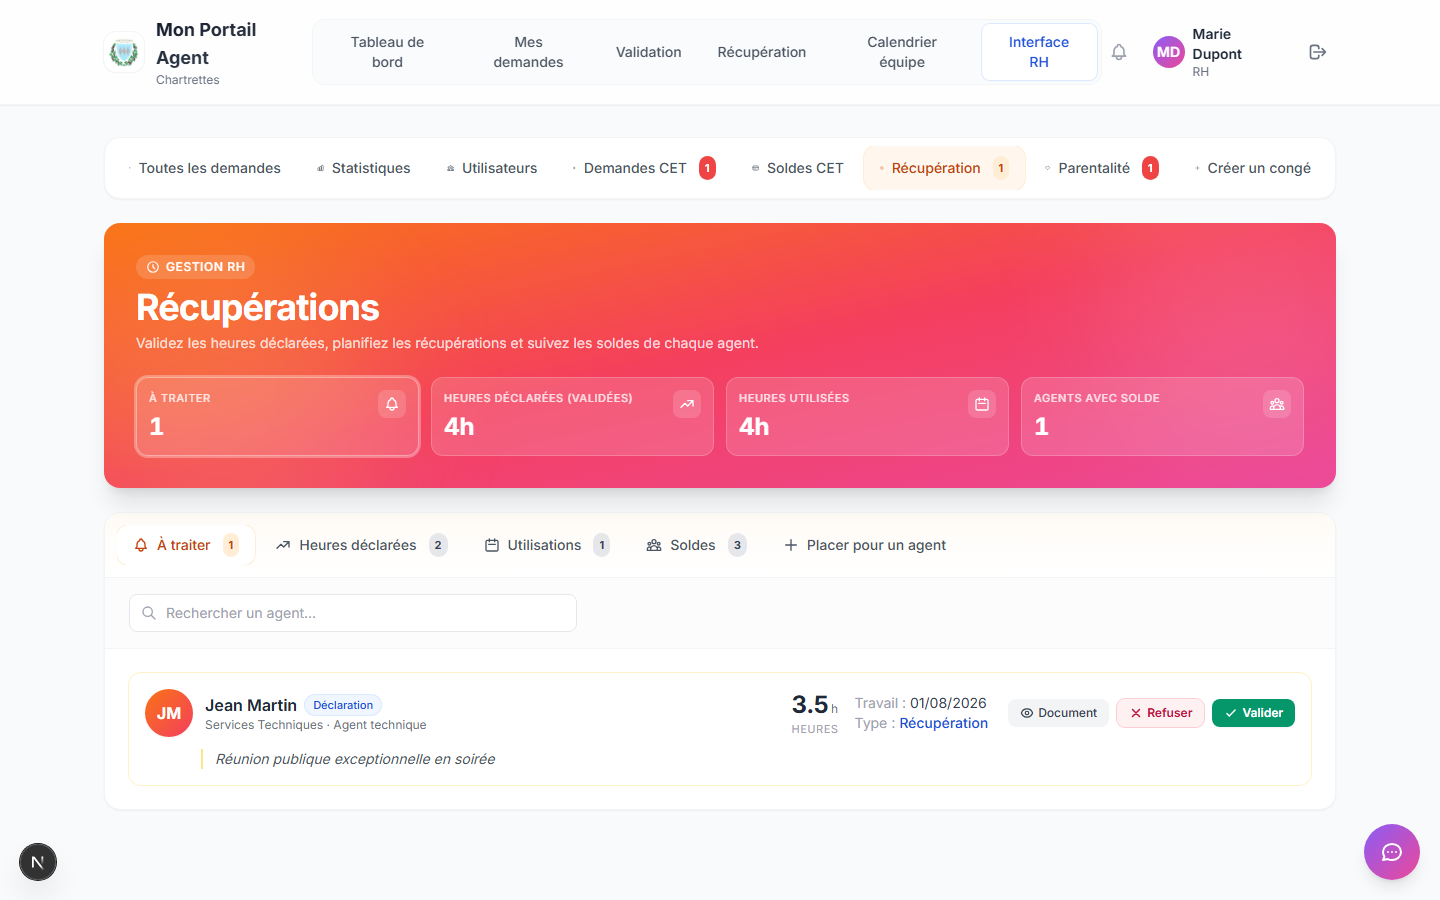 Mon Portail
Agent
Chartrettes
Tableau de
bord
Mes
demandes
Validation
Récupération
Calendrier
équipe
Interface
RH
MD
Marie
Dupont
RH
Toutes les demandes
Statistiques
Utilisateurs
Demandes CET 1
Soldes CET
Récupération 1
Parentalité 1
Créer un congé
GESTION RH
Récupérations
Validez les heures déclarées, planifiez les récupérations et suivez les soldes de chaque agent.
À TRAITER
1
HEURES DÉCLARÉES (VALIDÉES)
4h
HEURES UTILISÉES
4h
AGENTS AVEC SOLDE
1
À traiter 1
Heures déclarées 2
Utilisations 1
Soldes 3
Placer pour un agent
Rechercher un agent...
JM
Jean Martin Déclaration
Services Techniques · Agent technique
Réunion publique exceptionnelle en soirée
3.5 h
HEURES
Travail : 01/08/2026
Type : Récupération
Document
Refuser
Valider
N